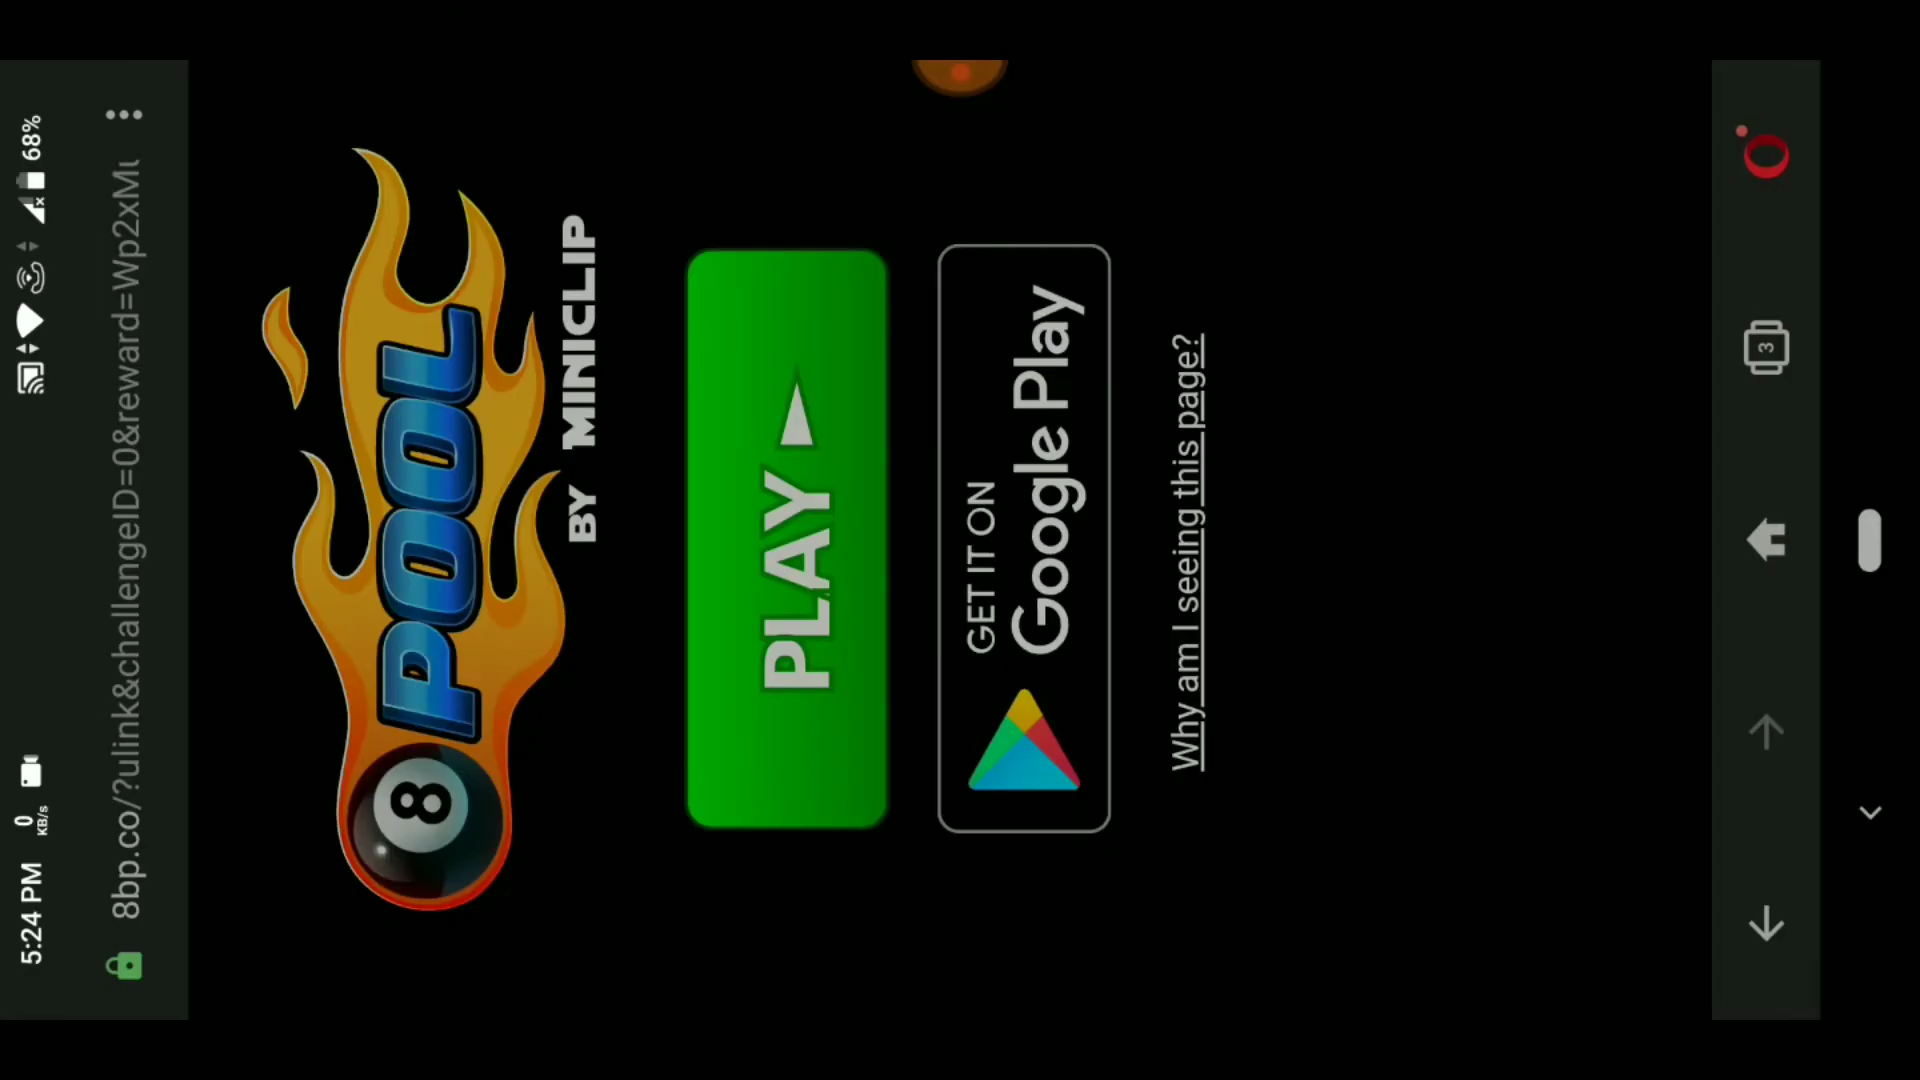 5:24 PM
0
KB/s
68%
8bp.co/?ulink&challengeID=0&reward=Wp2xM
8 POOL
BY MINICLIP
PLAY
GET IT ON
Google Play
Why am I seeing this page?
3